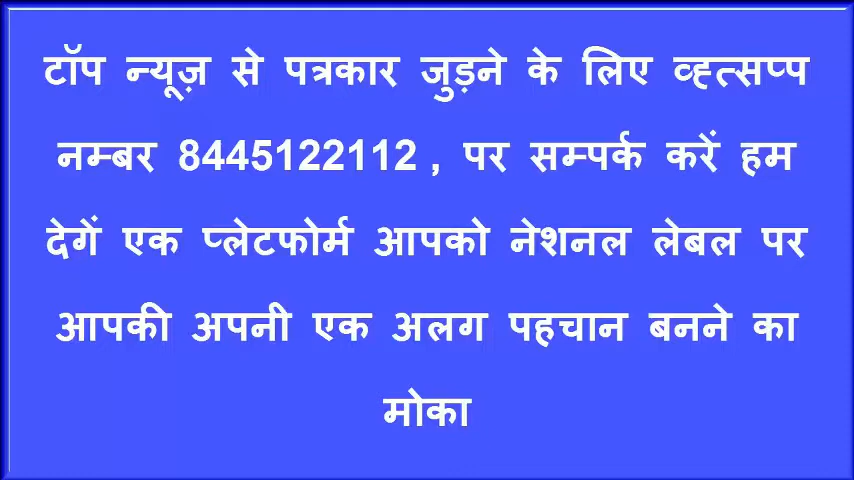 टॉप न्यूज़ से पत्रकार जुड़ने के लिए व्ह्त्सप्प
नम्बर 8445122112 , पर सम्पर्क करें हम
देगें एक प्लेटफोर्म आपको नेशनल लेबल पर
आपकी अपनी एक अलग पहचान बनने का
मोका